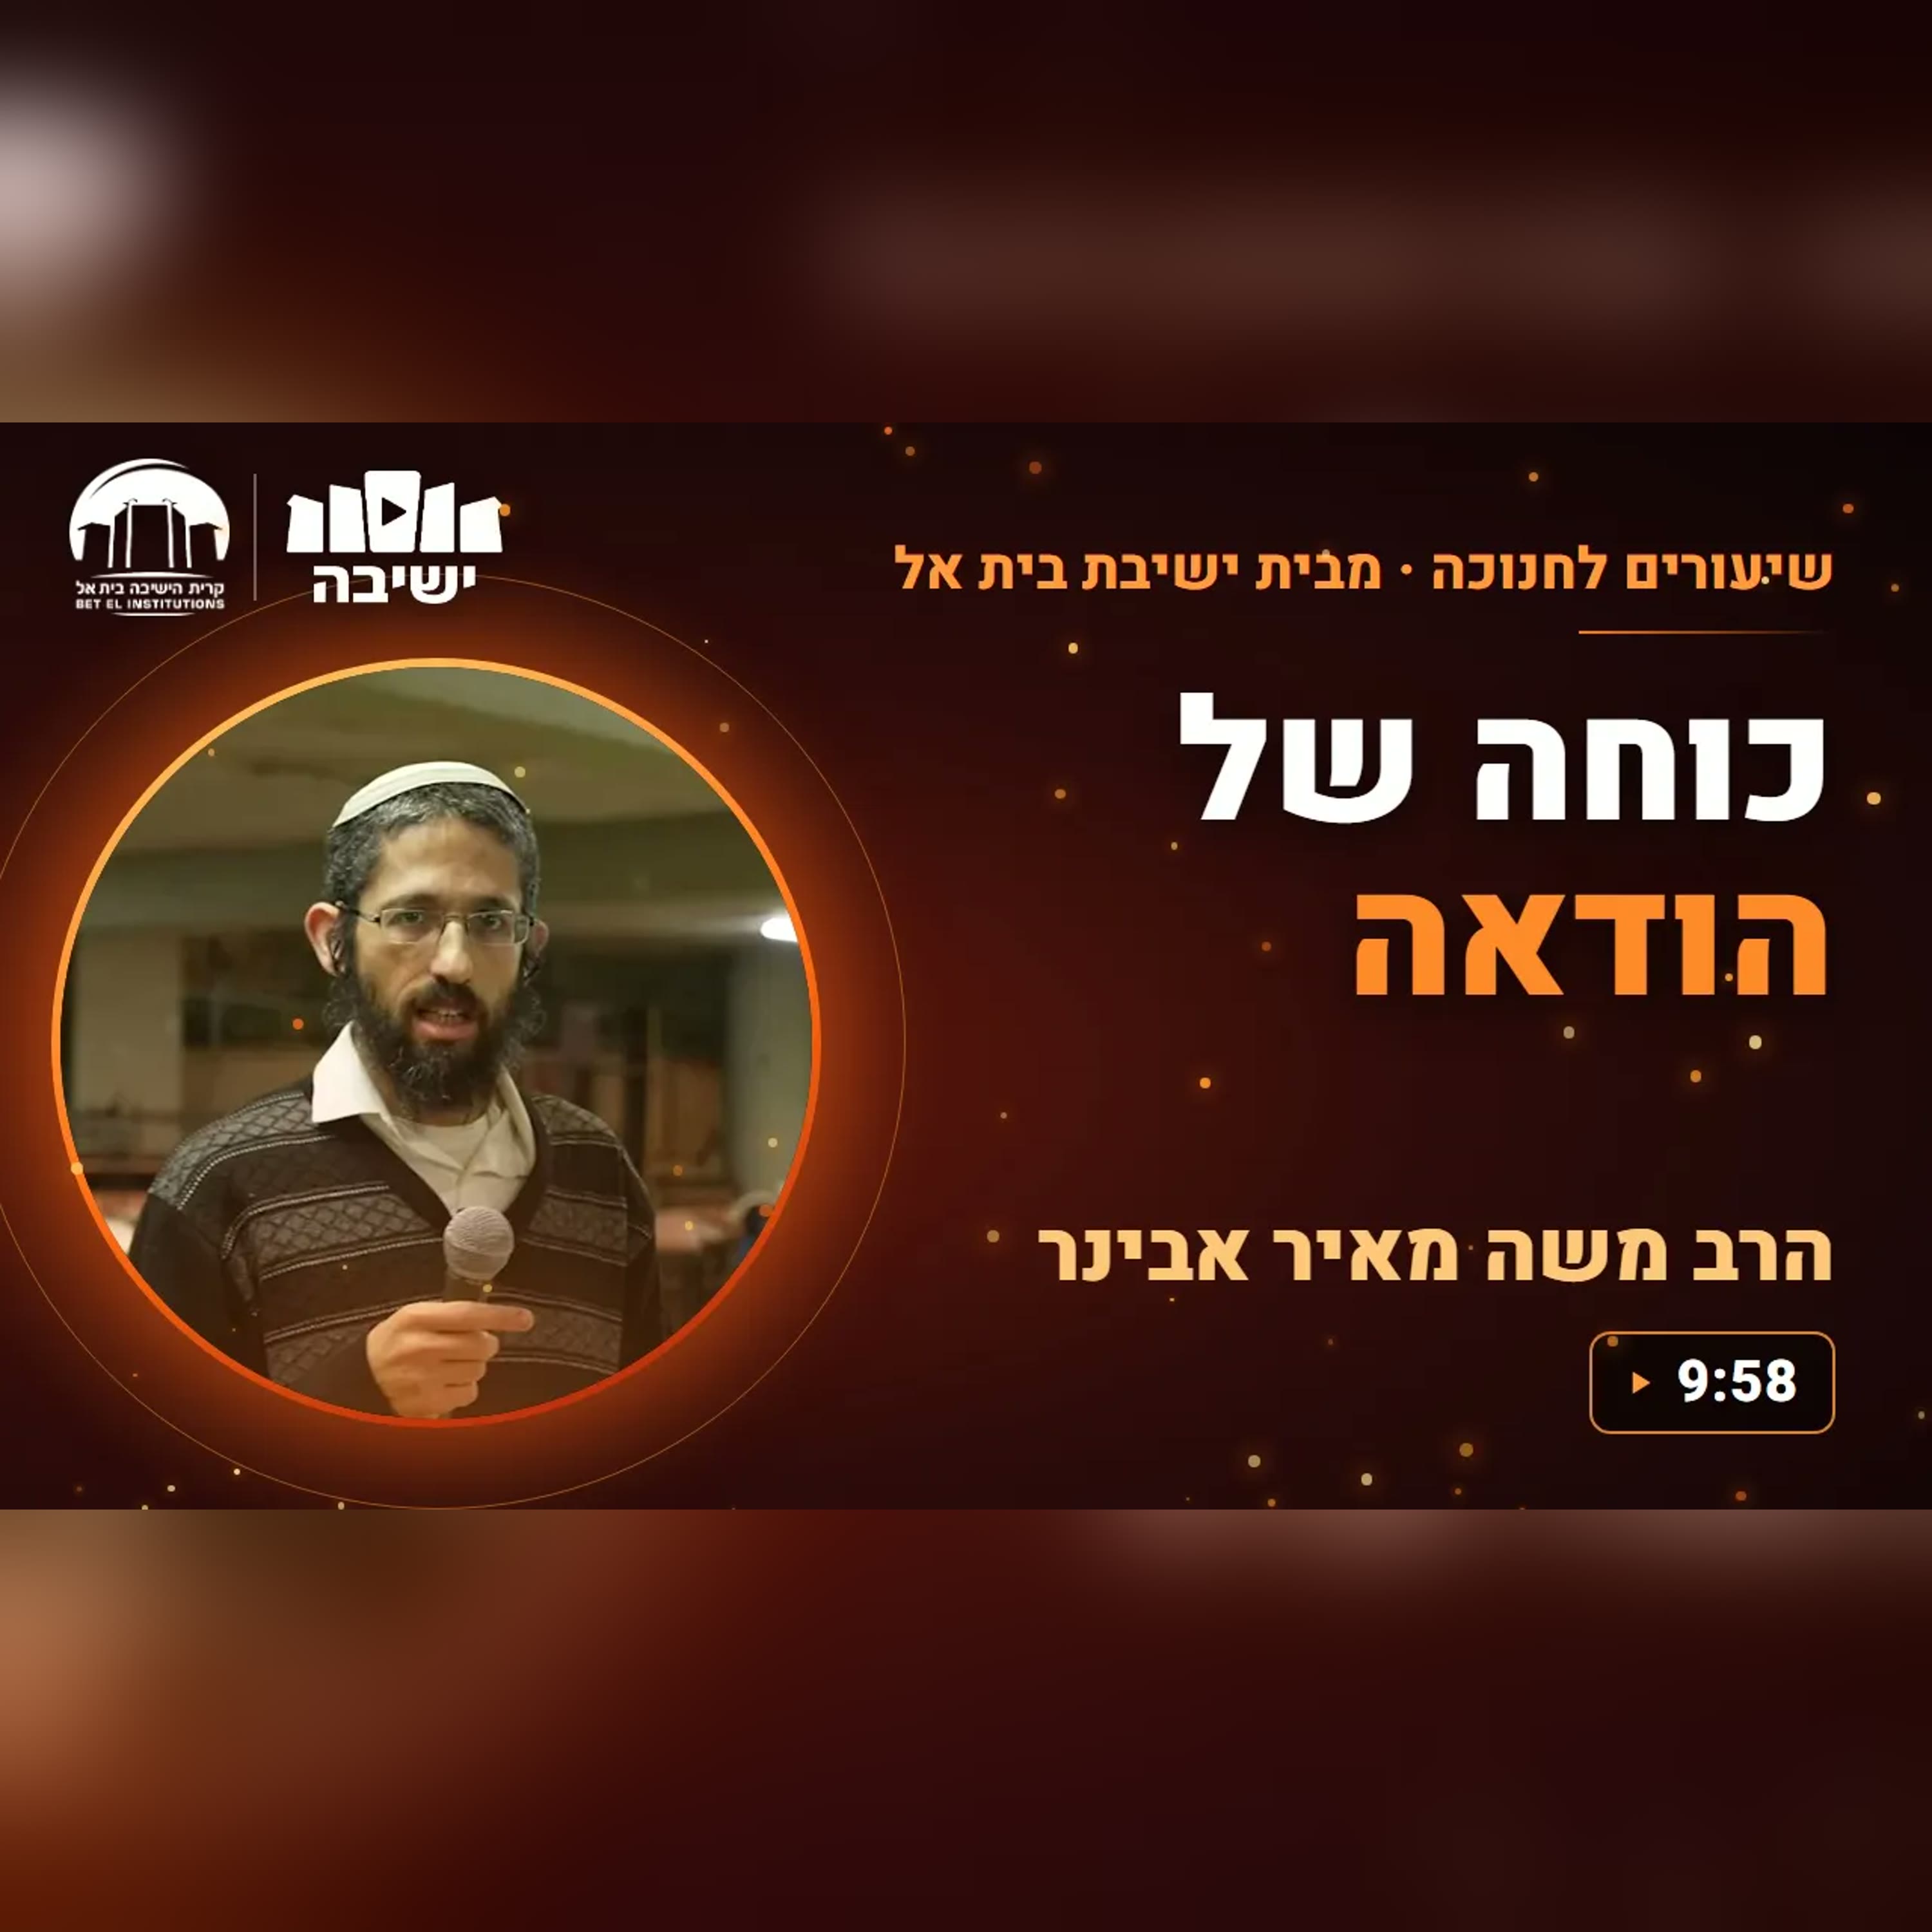 קרית הישיבה בית אל
BET EL INSTITUTIONS
ישיבה
שיעורים לחנוכה · מבית ישיבת בית אל
כוחה של
הודאה
הרב משה מאיר אבינר
9:58